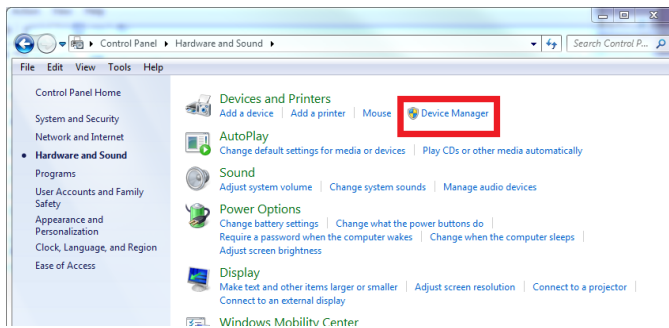 Control Panel ▸ Hardware and Sound ▸
Search Control P...
File Edit View Tools Help
Control Panel Home
System and Security
Network and Internet
Hardware and Sound
Programs
User Accounts and Family
Safety
Appearance and
Personalization
Clock, Language, and Region
Ease of Access
Devices and Printers
Add a device | Add a printer | Mouse | Device Manager
AutoPlay
Change default settings for media or devices | Play CDs or other media automatically
Sound
Adjust system volume | Change system sounds | Manage audio devices
Power Options
Change battery settings | Change what the power buttons do |
Require a password when the computer wakes | Change when the computer sleeps |
Adjust screen brightness
Display
Make text and other items larger or smaller | Adjust screen resolution | Connect to a projector |
Connect to an external display
Windows Mobility Center